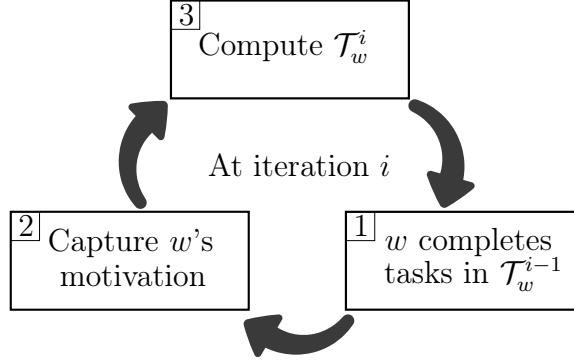 3
Compute 𝒯_w^i
At iteration i
2
Capture w's
motivation
1
w completes
tasks in 𝒯_w^{i−1}